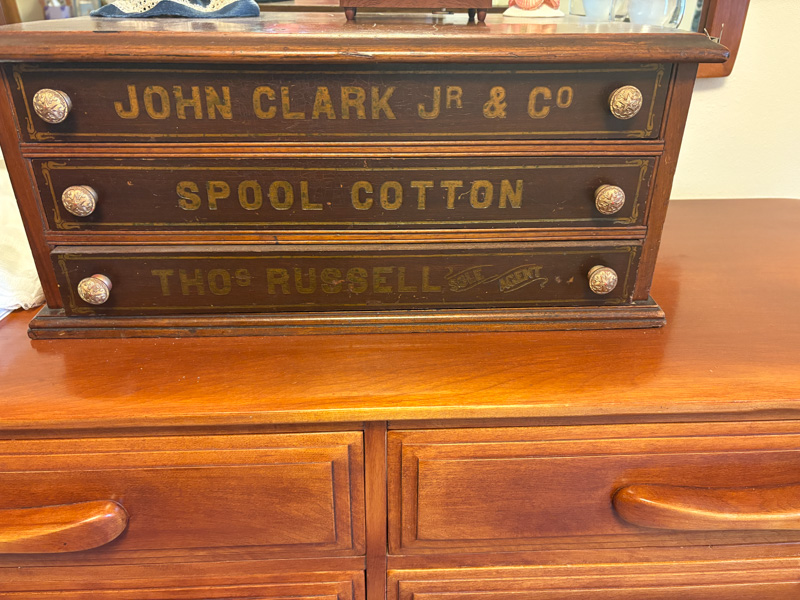 JOHN CLARK JR & CO
SPOOL COTTON
THOS RUSSELL SOLE AGENT